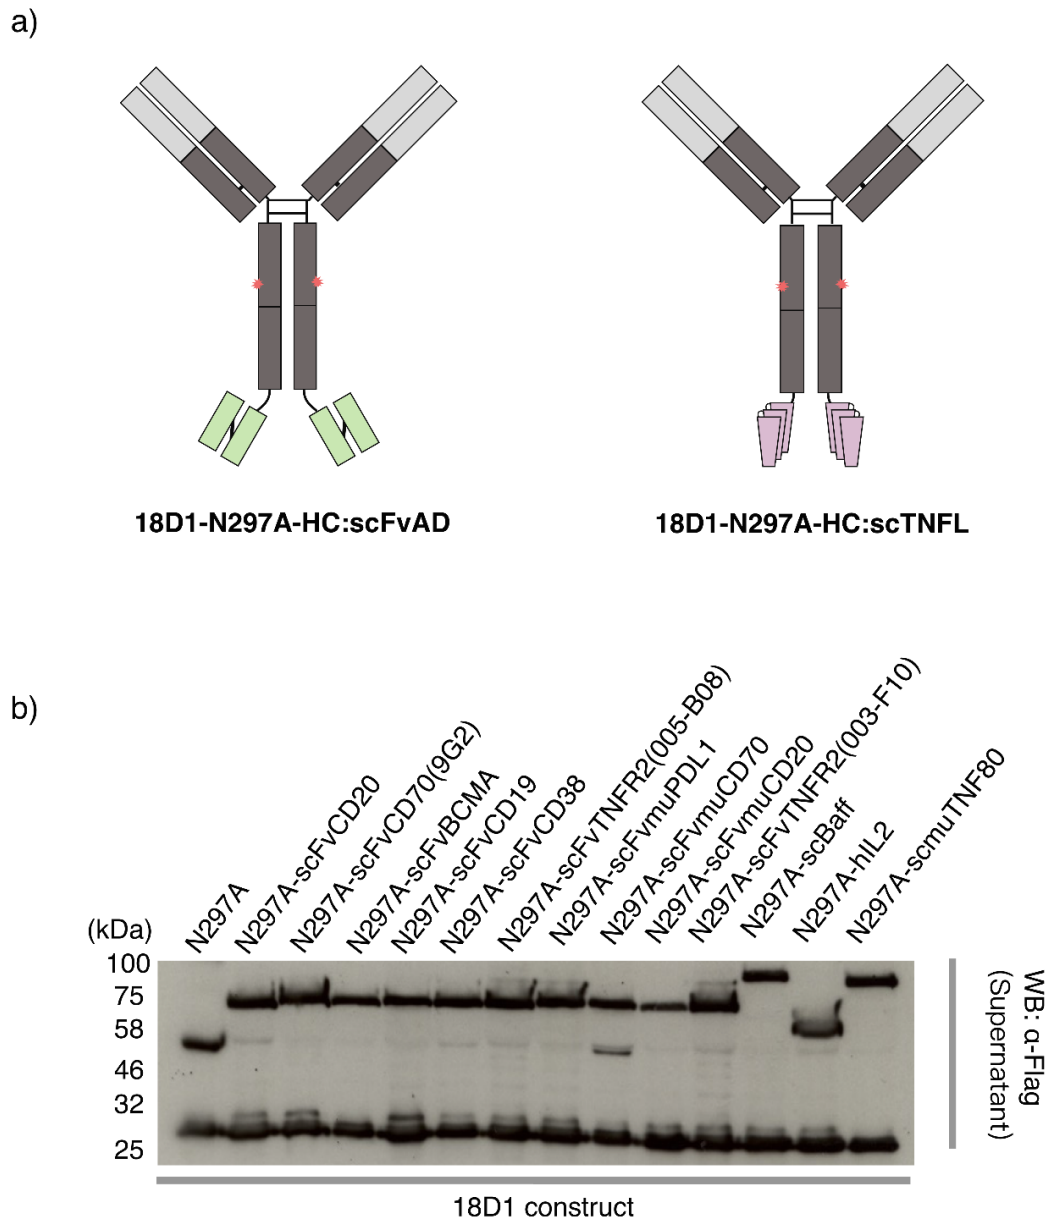 a)
18D1-N297A-HC:scFvAD
18D1-N297A-HC:scTNFL
b)
N297A
N297A-scFvCD20
N297A-scFvCD70(9G2)
N297A-scFvBCMA
N297A-scFvCD19
N297A-scFvCD38
N297A-scFvTNFR2(005-B08)
N297A-scFvmuPDL1
N297A-scFvmuCD70
N297A-scFvmuCD20
N297A-scFvTNFR2(003-F10)
N297A-scBaff
N297A-hIL2
N297A-scmuTNF80
(kDa)
100
75
58
46
32
25
WB: α-Flag
(Supernatant)
18D1 construct